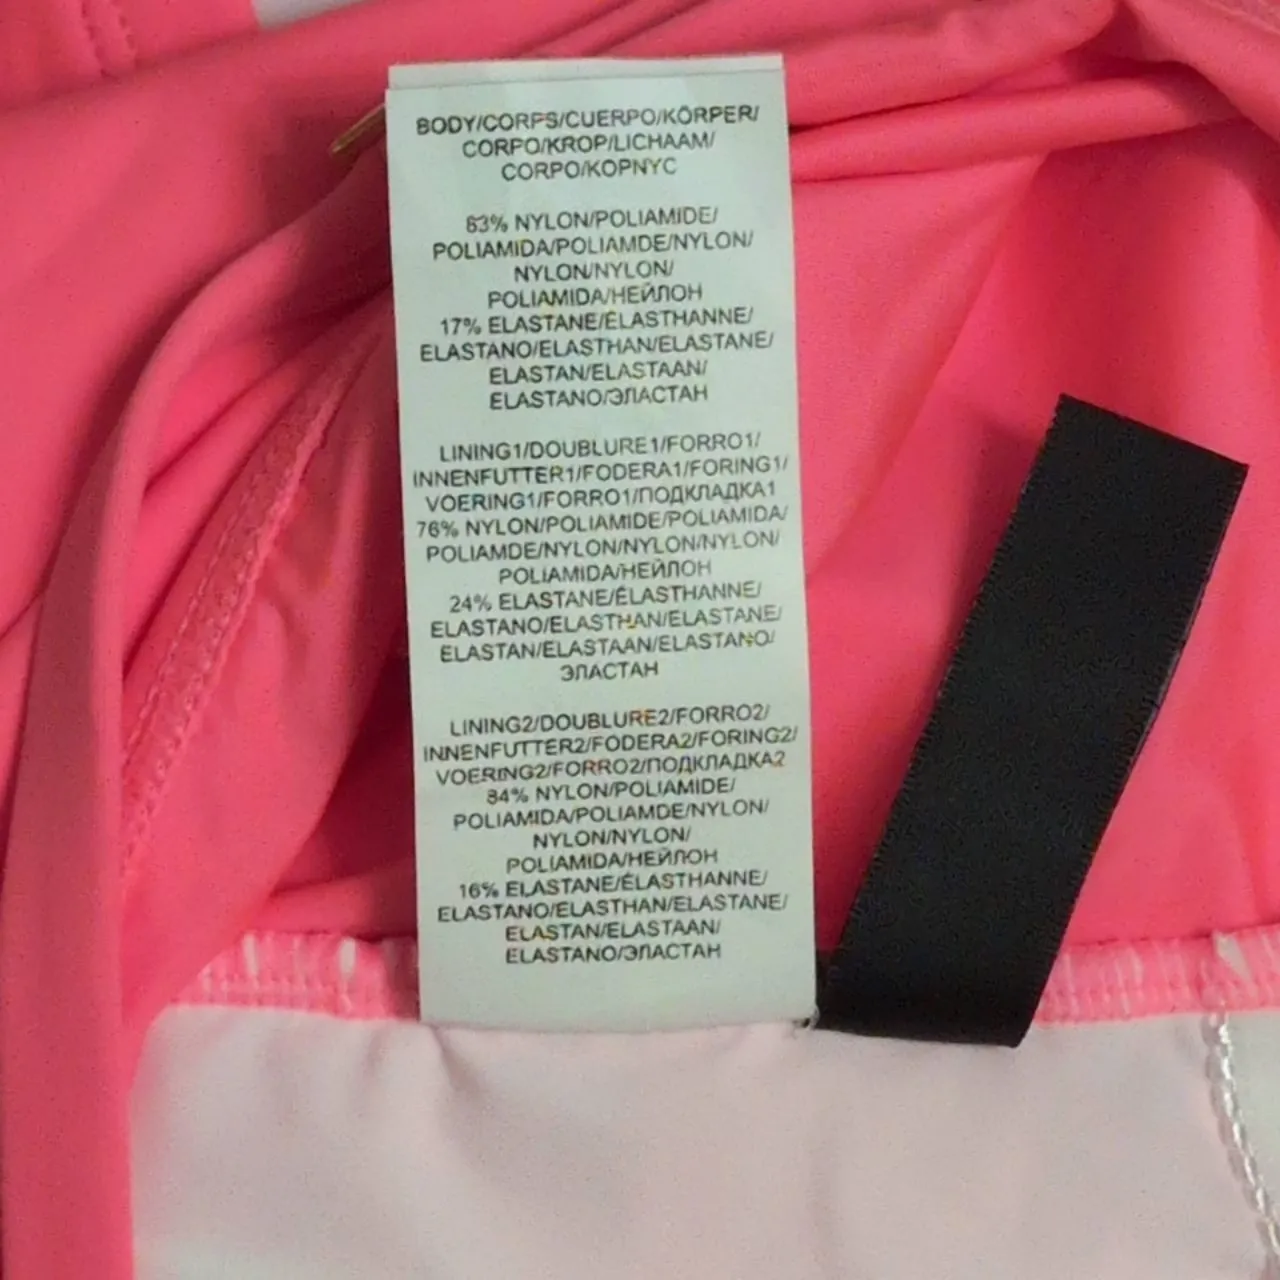 BODY/CORPS/CUERPO/KÖRPER/
CORPO/KROP/LICHAAM/
CORPO/KOPNYC
83% NYLON/POLIAMIDE/
POLIAMIDA/POLIAMDE/NYLON/
NYLON/NYLON/
POLIAMIDA/НЕЙЛОН
17% ELASTANE/ÉLASTHANNE/
ELASTANO/ELASTHAN/ELASTANE/
ELASTAN/ELASTAAN/
ELASTANO/ЭЛАСТАН
LINING1/DOUBLURE1/FORRO1/
INNENFUTTER1/FODERA1/FORING1/
VOERING1/FORRO1/ПОДКЛАДКА1
76% NYLON/POLIAMIDE/POLIAMIDA/
POLIAMDE/NYLON/NYLON/NYLON/
POLIAMIDA/НЕЙЛОН
24% ELASTANE/ÉLASTHANNE/
ELASTANO/ELASTHAN/ELASTANE/
ELASTAN/ELASTAAN/ELASTANO/
ЭЛАСТАН
LINING2/DOUBLURE2/FORRO2/
INNENFUTTER2/FODERA2/FORING2/
VOERING2/FORRO2/ПОДКЛАДКА2
84% NYLON/POLIAMIDE/
POLIAMIDA/POLIAMDE/NYLON/
NYLON/NYLON/
POLIAMIDA/НЕЙЛОН
16% ELASTANE/ÉLASTHANNE/
ELASTANO/ELASTHAN/ELASTANE/
ELASTAN/ELASTAAN/
ELASTANO/ЭЛАСТАН